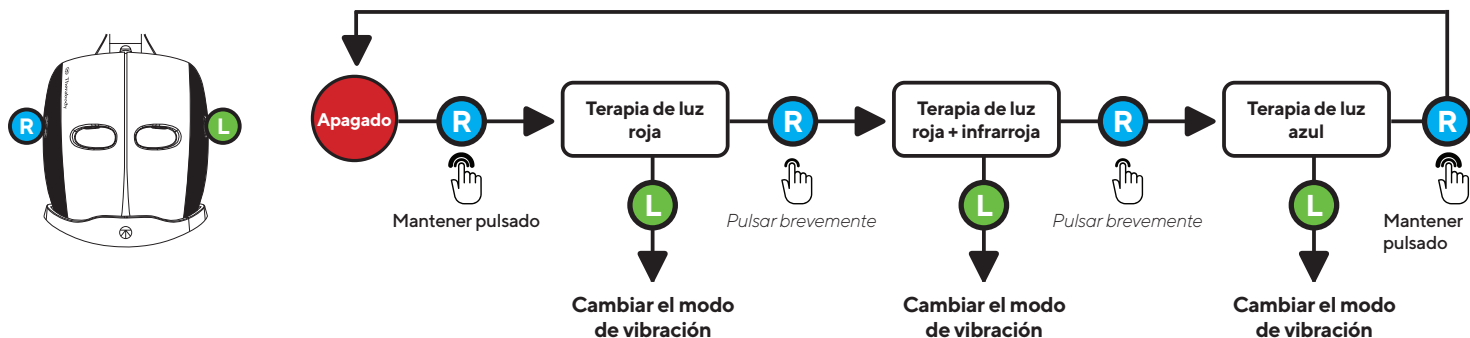 R
L
Therabody
Apagado
R
Mantener pulsado
Terapia de luz
roja
R
Pulsar brevemente
Terapia de luz
roja + infrarroja
R
Pulsar brevemente
Terapia de luz
azul
R
Mantener
pulsado
L
Cambiar el modo
de vibración
L
Cambiar el modo
de vibración
L
Cambiar el modo
de vibración